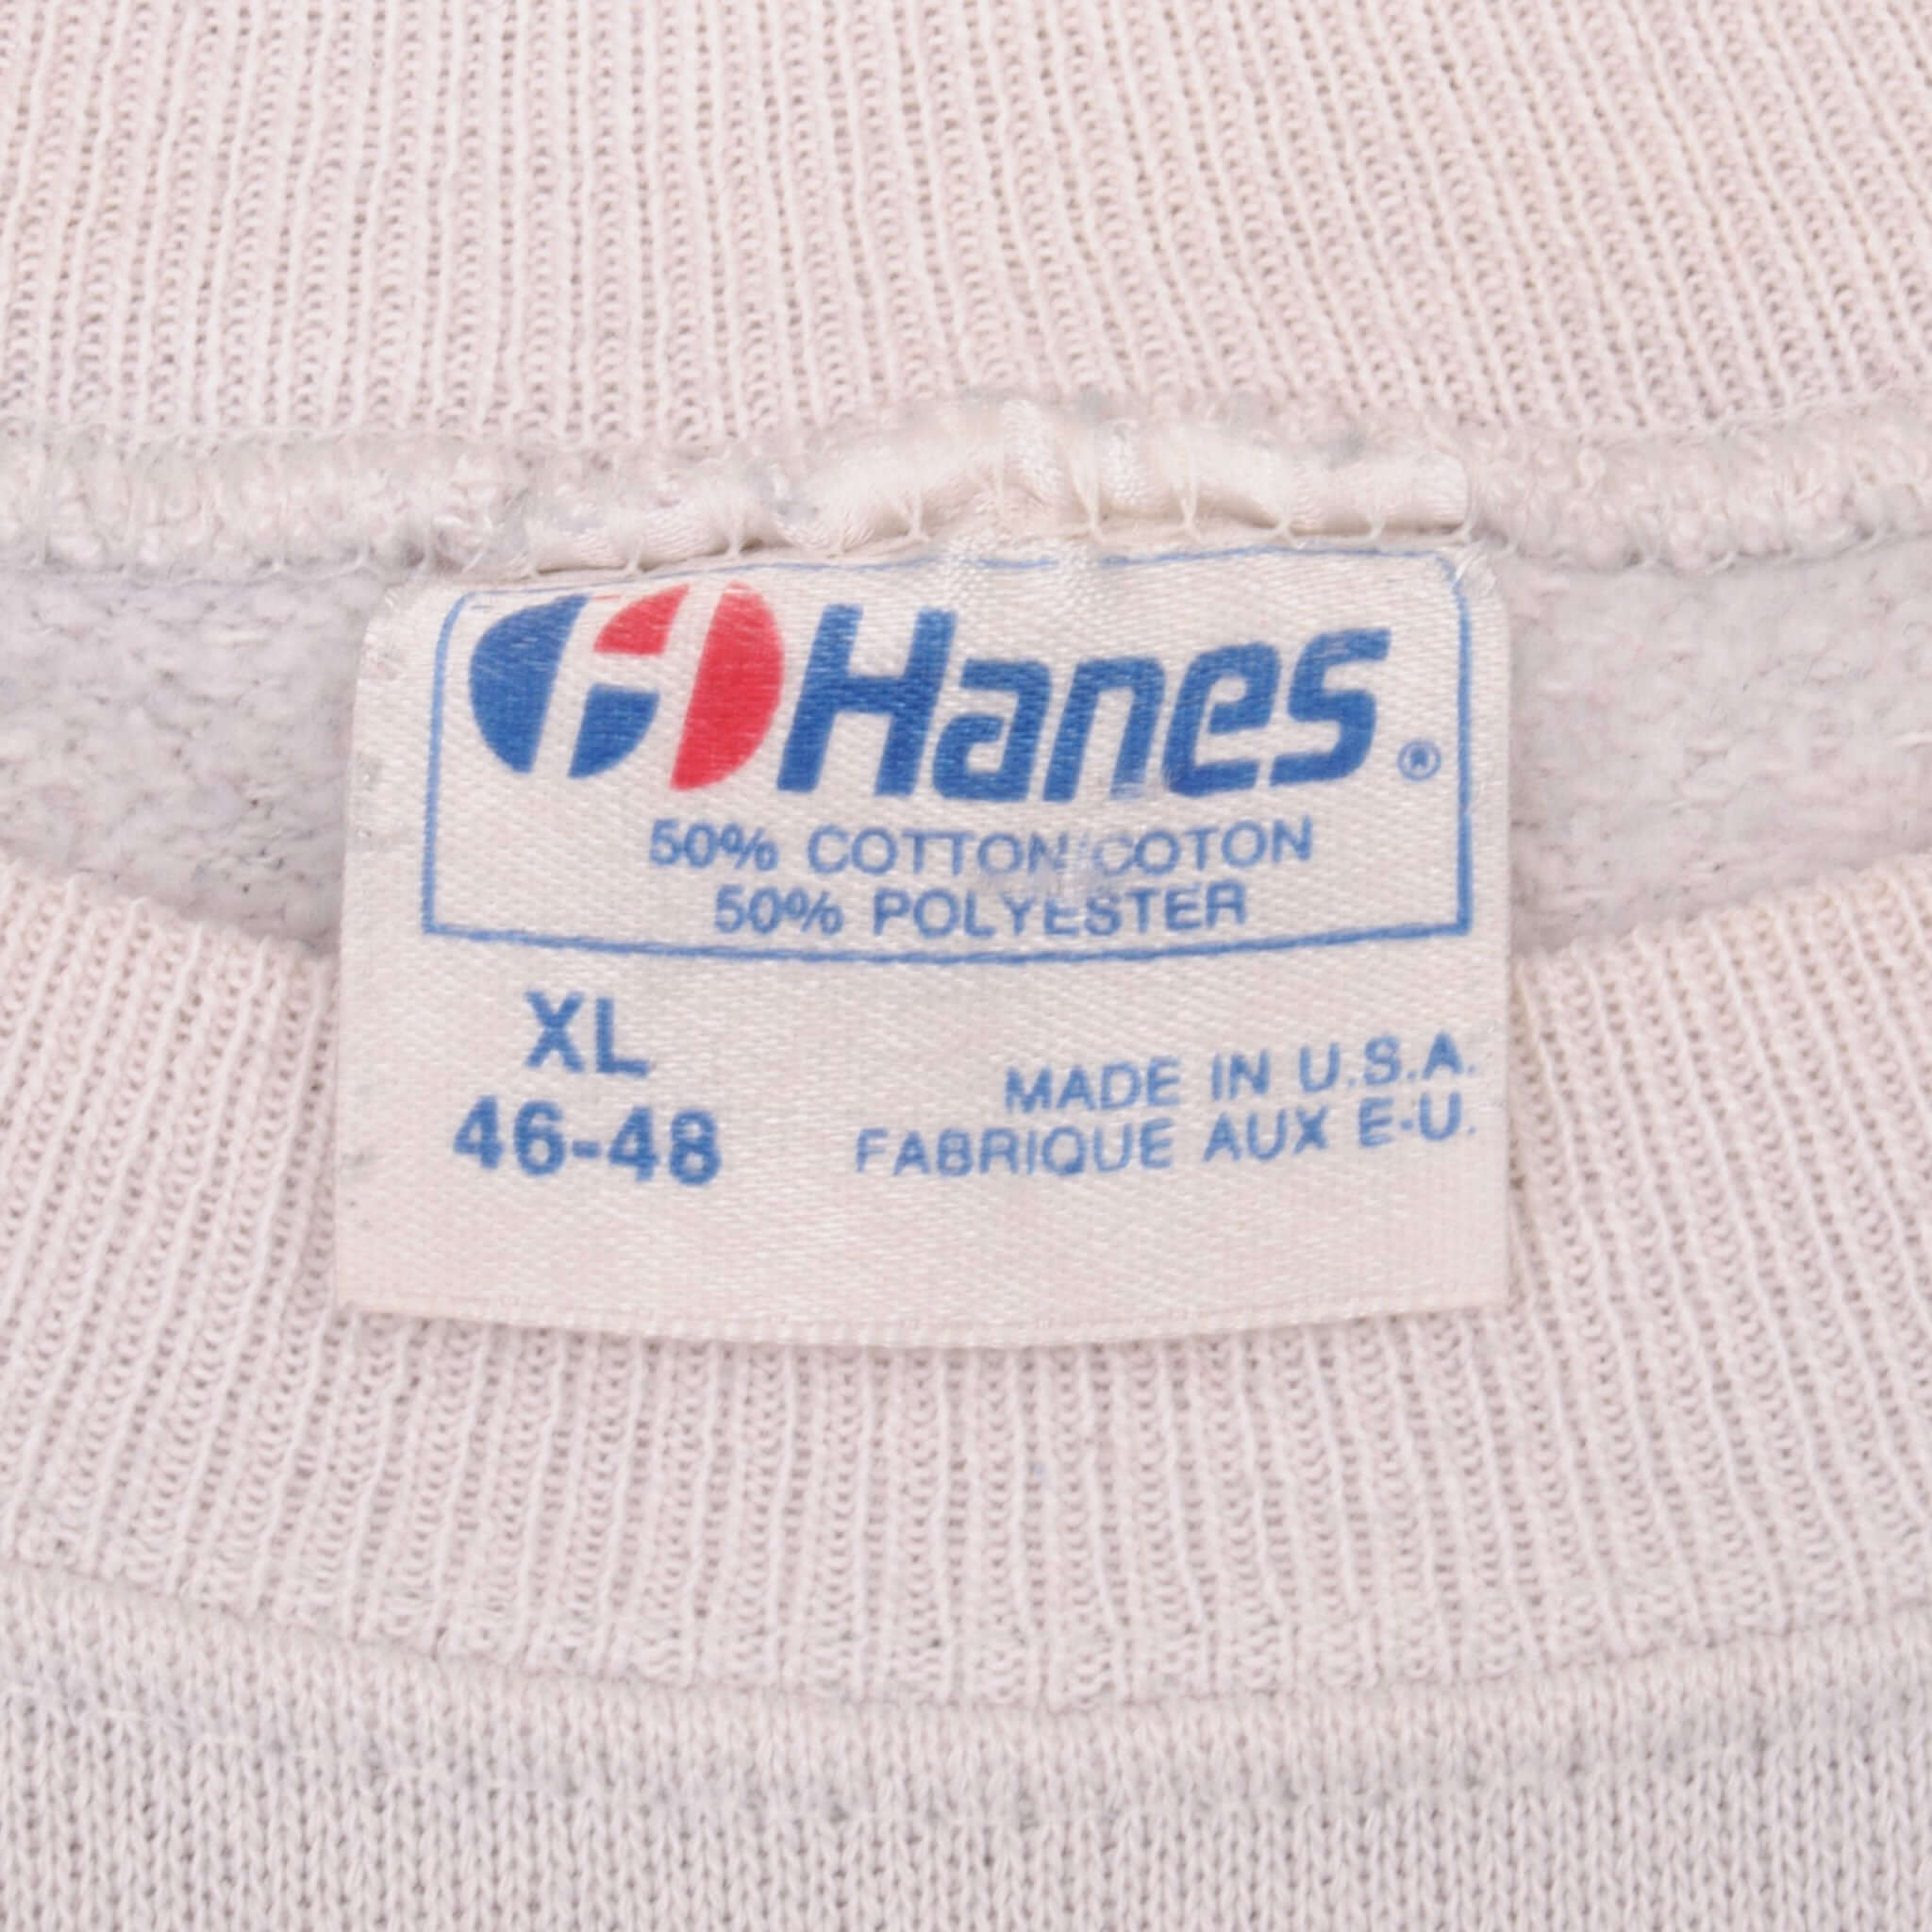 Hanes®
50% COTTON/COTON
50% POLYESTER
XL
46-48
MADE IN U.S.A.
FABRIQUE AUX E-U.